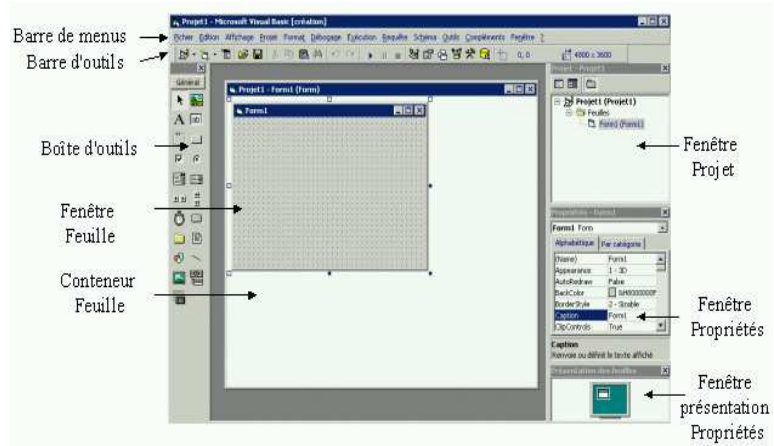 Projet1 - Microsoft Visual Basic [création]
Barre de menus
Fichier Edition Affichage Projet Format Débogage Exécution Requête Schéma Outils Compléments Fenêtre ?
Barre d'outils
0, 0
4800 x 3600
Général
Projet - Projet1
Projet1 - Form1 (Form)
Form1
Projet1 (Projet1)
Feuilles
Form1 (Form1)
Boîte d'outils
Fenêtre
Projet
Fenêtre
Feuille
Conteneur
Feuille
Propriétés - Form1
Form1 Form
Alphabétique Par catégorie
(Name) Form1
Appearance 1 - 3D
AutoRedraw False
BackColor &H8000000F
BorderStyle 2 - Sizable
Caption Form1
ClipControls True
Fenêtre
Propriétés
Caption
Renvoie ou définit le texte affiché
Présentation des feuilles
Fenêtre
présentation
Propriétés